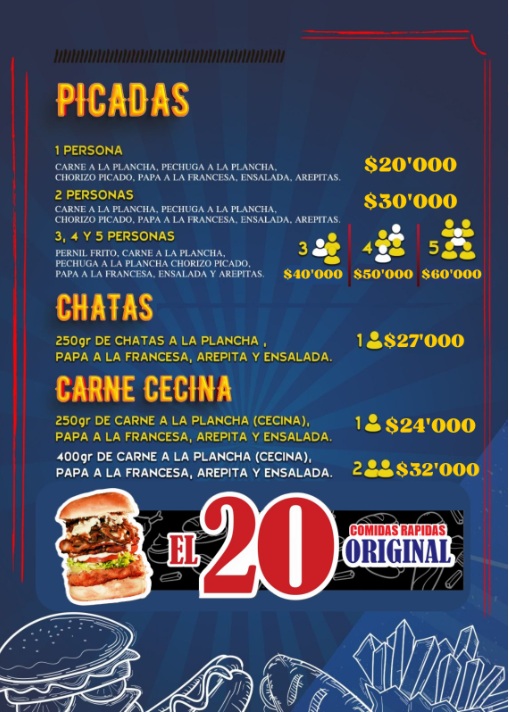 PICADAS
1 PERSONA
CARNE A LA PLANCHA, PECHUGA A LA PLANCHA,
CHORIZO PICADO, PAPA A LA FRANCESA, ENSALADA, AREPITAS.
$20'000
2 PERSONAS
CARNE A LA PLANCHA, PECHUGA A LA PLANCHA,
CHORIZO PICADO, PAPA A LA FRANCESA, ENSALADA, AREPITAS.
$30'000
3, 4 Y 5 PERSONAS
PERNIL FRITO, CARNE A LA PLANCHA,
PECHUGA A LA PLANCHA CHORIZO PICADO,
PAPA A LA FRANCESA, ENSALADA Y AREPITAS.
3 4 5
$40'000 $50'000 $60'000
CHATAS
250gr DE CHATAS A LA PLANCHA ,
PAPA A LA FRANCESA, AREPITA Y ENSALADA.
1 $27'000
CARNE CECINA
250gr DE CARNE A LA PLANCHA (CECINA),
PAPA A LA FRANCESA, AREPITA Y ENSALADA.
1 $24'000
400gr DE CARNE A LA PLANCHA (CECINA),
PAPA A LA FRANCESA, AREPITA Y ENSALADA.
2 $32'000
EL 20
COMIDAS RAPIDAS
ORIGINAL